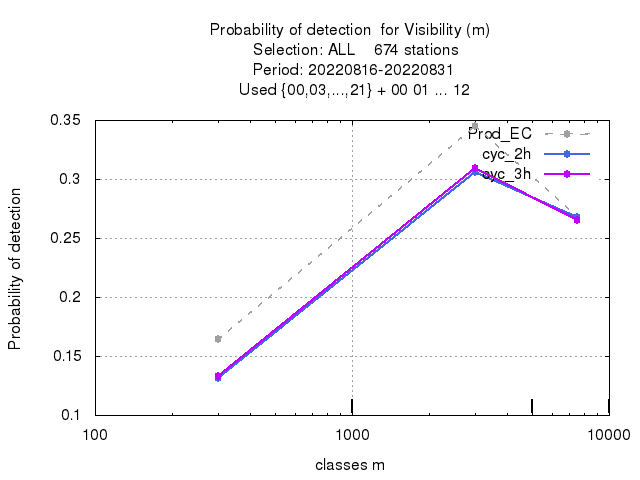 Probability of detection  for Visibility (m)
Selection: ALL    674 stations
Period: 20220816-20220831
Used {00,03,...,21} + 00 01 ... 12
0.35
Prod_EC
cyc_2h
0.3
cyc_3h
0.25
Probability of detection
0.2
0.15
0.1
100
1000
10000
classes m